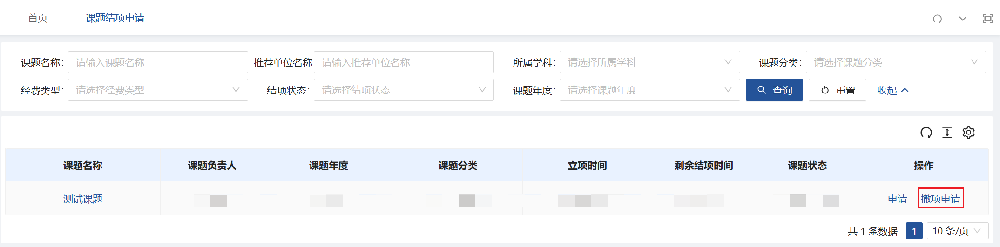 首页 课题结项申请
课题名称: 请输入课题名称 推荐单位名称 请输入推荐单位名称 所属学科: 请选择所属学科 课题分类: 请选择课题分类
经费类型: 请选择经费类型 结项状态: 请选择结项状态 课题年度: 请选择课题年度 查询 重置 收起
课题名称 课题负责人 课题年度 课题分类 立项时间 剩余结项时间 课题状态 操作
测试课题 申请 撤项申请
共 1 条数据 1 10 条/页